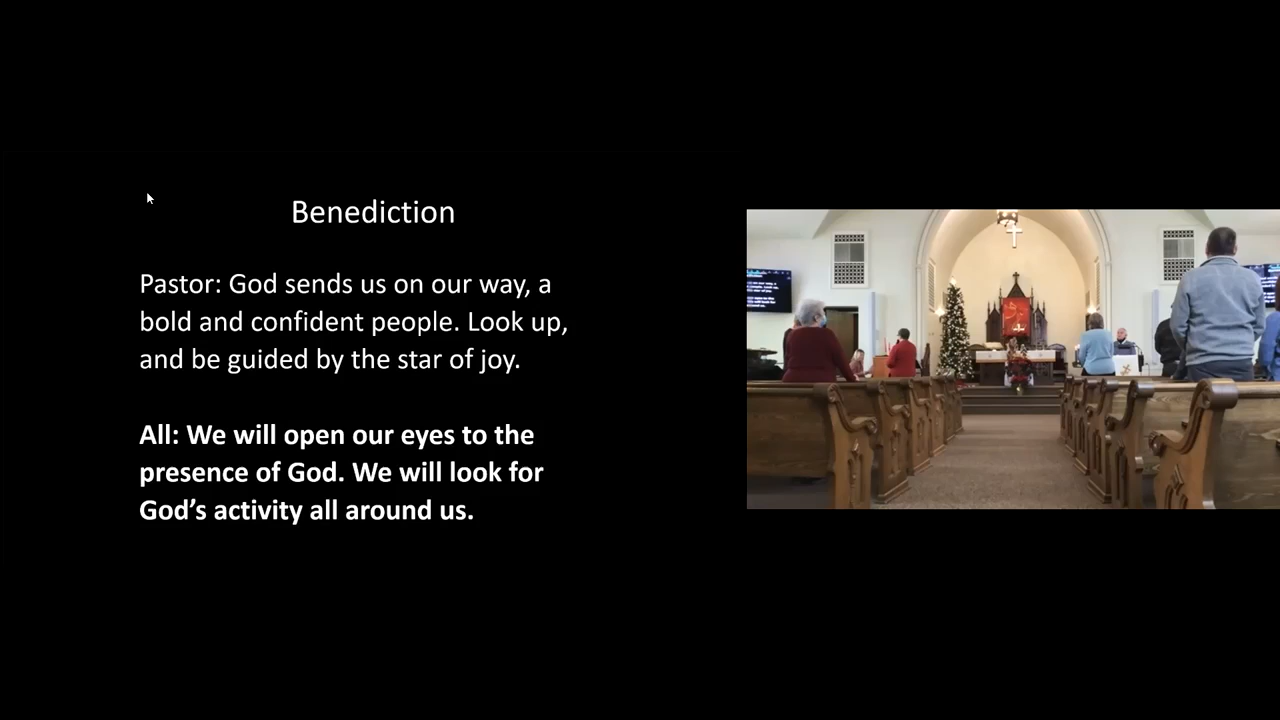 Benediction
Pastor: God sends us on our way, a
bold and confident people. Look up,
and be guided by the star of joy.
All: We will open our eyes to the
presence of God. We will look for
God’s activity all around us.